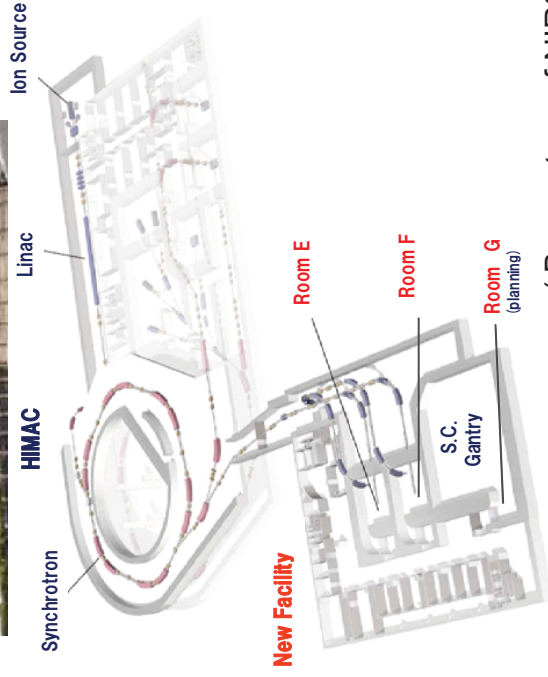 Ion Source
Linac
HIMAC
Synchrotron
Room E
Room F
Room G
(planning)
S.C.
Gantry
New Facility